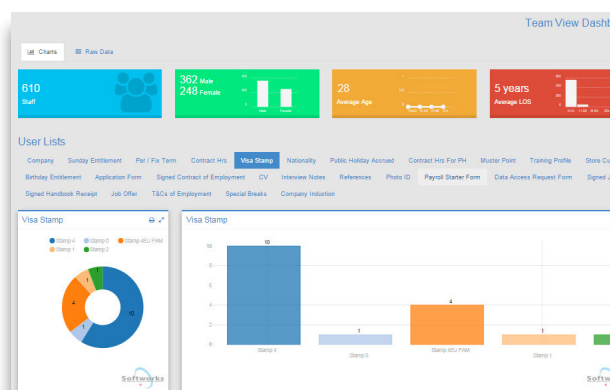 Team View Dashb
Charts Raw Data
610
Staff
362 Male
248 Female
Male Female
28
Average Age
5 years
Average LOS
User Lists
Company Sunday Entitlement Per / Fix Term Contract Hrs Visa Stamp Nationality Public Holiday Accrued Contract Hrs For PH Muster Point Training Profile Store Cu
Birthday Entitlement Application Form Signed Contract of Employment CV Interview Notes References Photo ID Payroll Starter Form Data Access Request Form Signed J
Signed Handbook Receipt Job Offer T&Cs of Employment Special Breaks Company Induction
Visa Stamp
Stamp 4 Stamp 0 Stamp 4EU FAM
Stamp 1 Stamp 2
1
1
4
10
1
Softworks
Visa Stamp
10
10
8
6
4
4
2
1
1
0
Stamp 4 Stamp 0 Stamp 4EU FAM Stamp 1
Softw